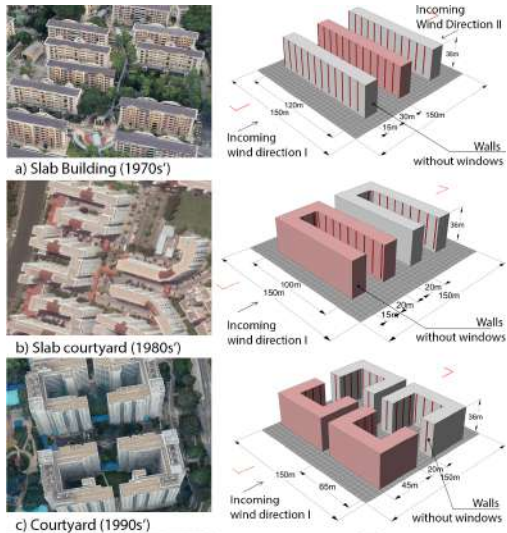 Incoming
Wind Direction II
36m
120m
150m
30m
15m
150m
Incoming
wind direction I
Walls
without windows
a) Slab Building (1970s')
36m
100m
150m
20m
20m
15m
150m
Incoming
wind direction I
Walls
without windows
b) Slab courtyard (1980s')
36m
150m
65m
20m
45m
150m
Incoming
wind direction I
Walls
without windows
c) Courtyard (1990s')